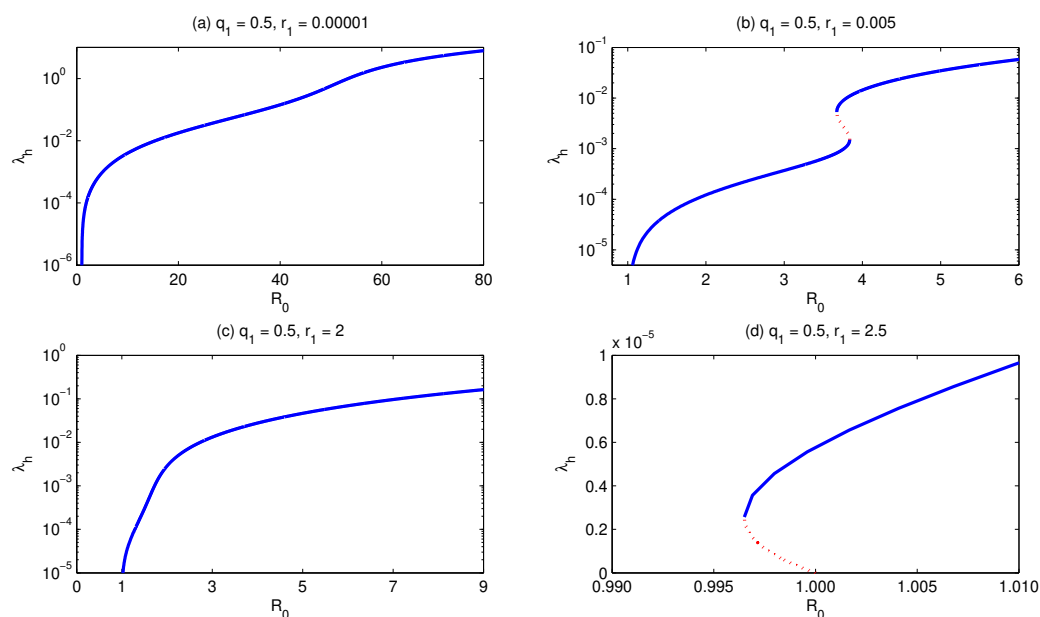 (a) q₁ = 0.5, r₁ = 0.00001
10⁰
10⁻²
10⁻⁴
10⁻⁶
λₕ
0 20 40 60 80
R₀
(b) q₁ = 0.5, r₁ = 0.005
10⁻¹
10⁻²
10⁻³
10⁻⁴
10⁻⁵
λₕ
1 2 3 4 5 6
R₀
(c) q₁ = 0.5, r₁ = 2
10⁰
10⁻¹
10⁻²
10⁻³
10⁻⁴
10⁻⁵
λₕ
0 1 3 5 7 9
R₀
(d) q₁ = 0.5, r₁ = 2.5
x 10⁻⁵
1
0.8
0.6
0.4
0.2
0
λₕ
0.990 0.995 1.000 1.005 1.010
R₀